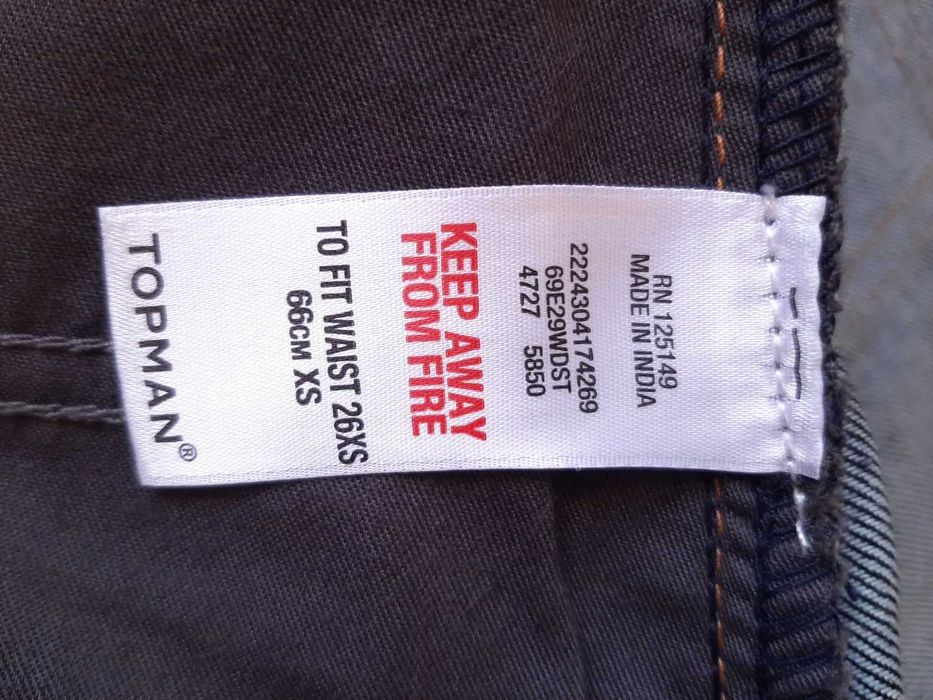 RN 125149
MADE IN INDIA
2224304174269
69E29WDST
4727 5850
KEEP AWAY
FROM FIRE
TO FIT WAIST 26XS
66CM XS
TOPMAN®